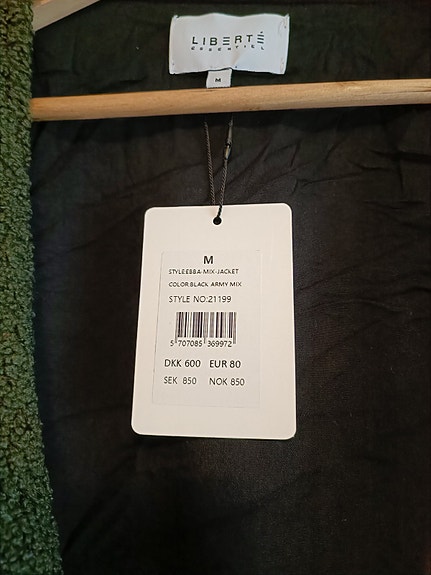 LIBERTÉ
ESSENTIEL
M
M
STYLE:EBBA-MIX-JACKET
COLOR:BLACK ARMY MIX
STYLE NO:21199
5 707085 369972
DKK 600 EUR 80
SEK 850 NOK 850